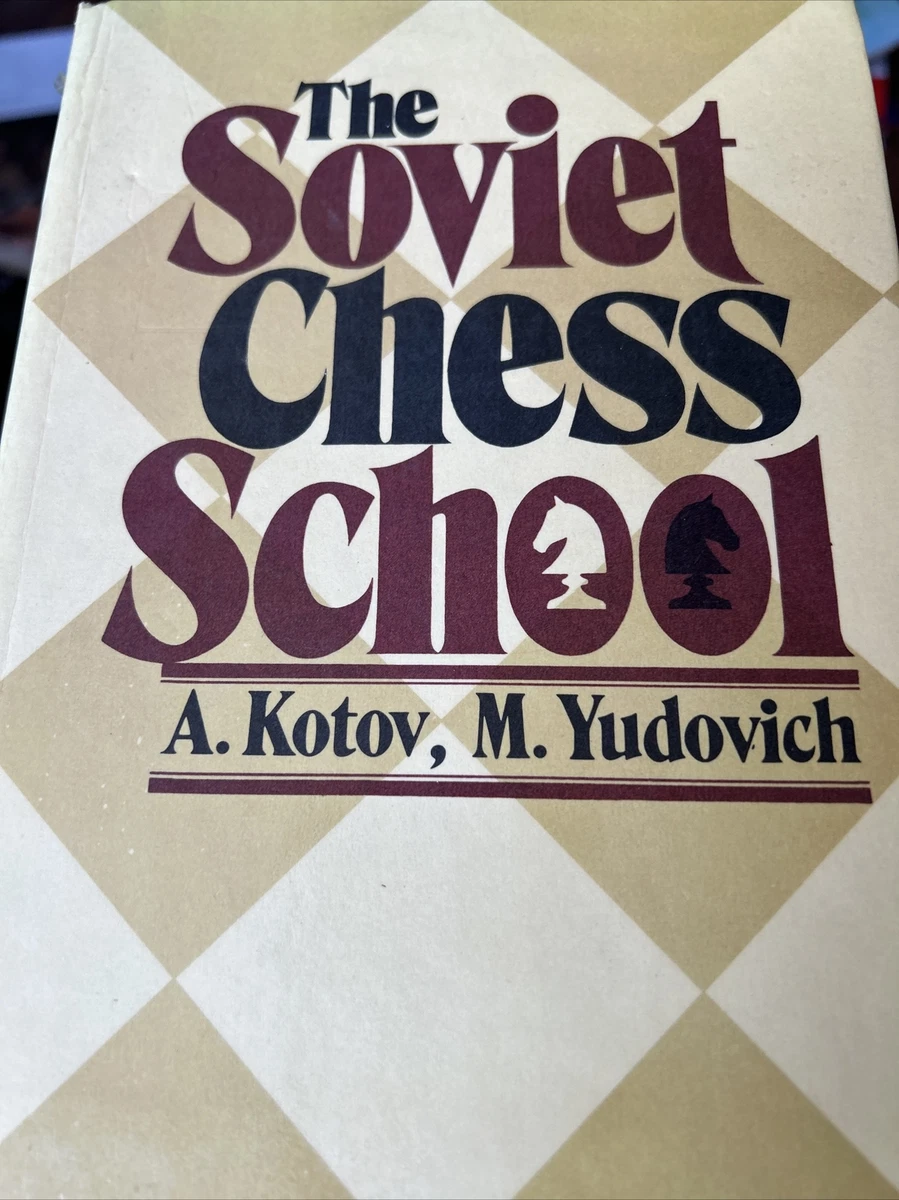 The
Soviet
Chess
School
A. Kotov, M. Yudovich